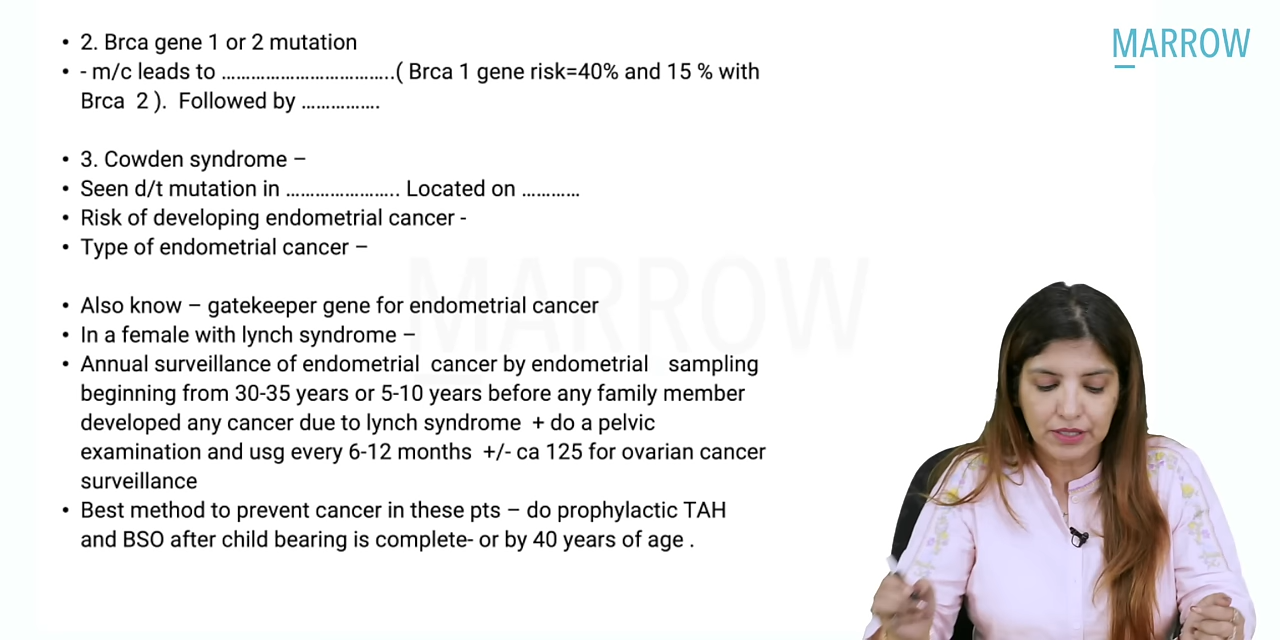 MARROW
• 2. Brca gene 1 or 2 mutation
• - m/c leads to ……………………………..( Brca 1 gene risk=40% and 15 % with
Brca 2 ). Followed by …………….
• 3. Cowden syndrome –
• Seen d/t mutation in ………………….. Located on …………
• Risk of developing endometrial cancer -
• Type of endometrial cancer –
MARROW
• Also know – gatekeeper gene for endometrial cancer
• In a female with lynch syndrome –
• Annual surveillance of endometrial cancer by endometrial sampling
beginning from 30-35 years or 5-10 years before any family member
developed any cancer due to lynch syndrome + do a pelvic
examination and usg every 6-12 months +/- ca 125 for ovarian cancer
surveillance
• Best method to prevent cancer in these pts – do prophylactic TAH
and BSO after child bearing is complete- or by 40 years of age .